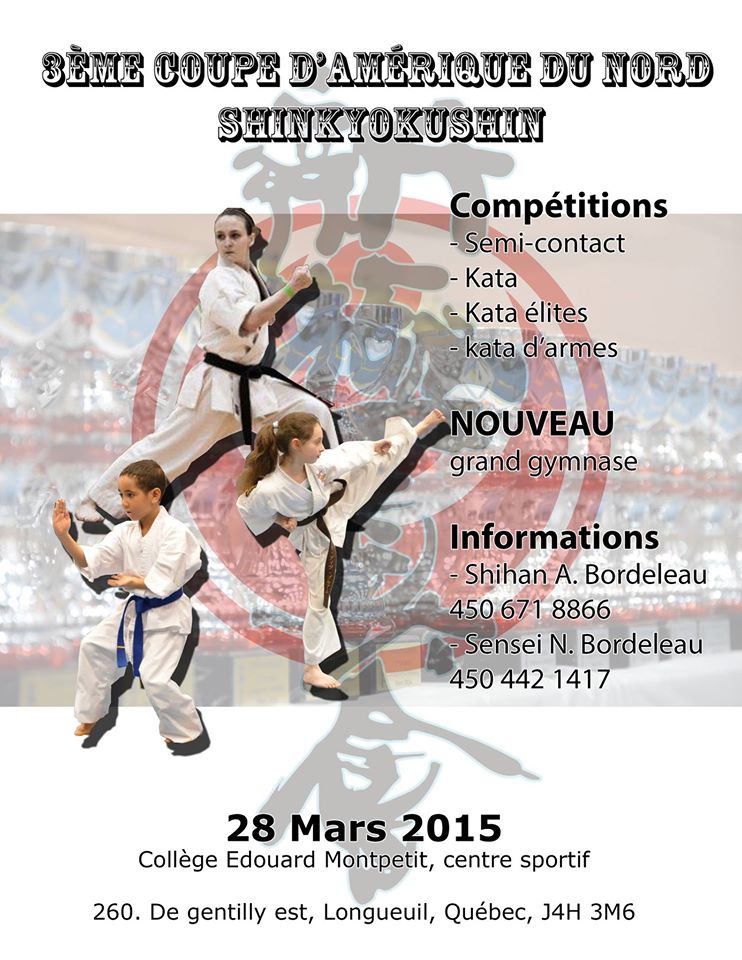 3ÈME COUPE D'AMÉRIQUE DU NORD
SHINKYOKUSHIN
Compétitions
- Semi-contact
- Kata
- Kata élites
- kata d'armes
NOUVEAU
grand gymnase
Informations
- Shihan A. Bordeleau
450 671 8866
- Sensei N. Bordeleau
450 442 1417
28 Mars 2015
Collège Edouard Montpetit, centre sportif
260. De gentilly est, Longueuil, Québec, J4H 3M6